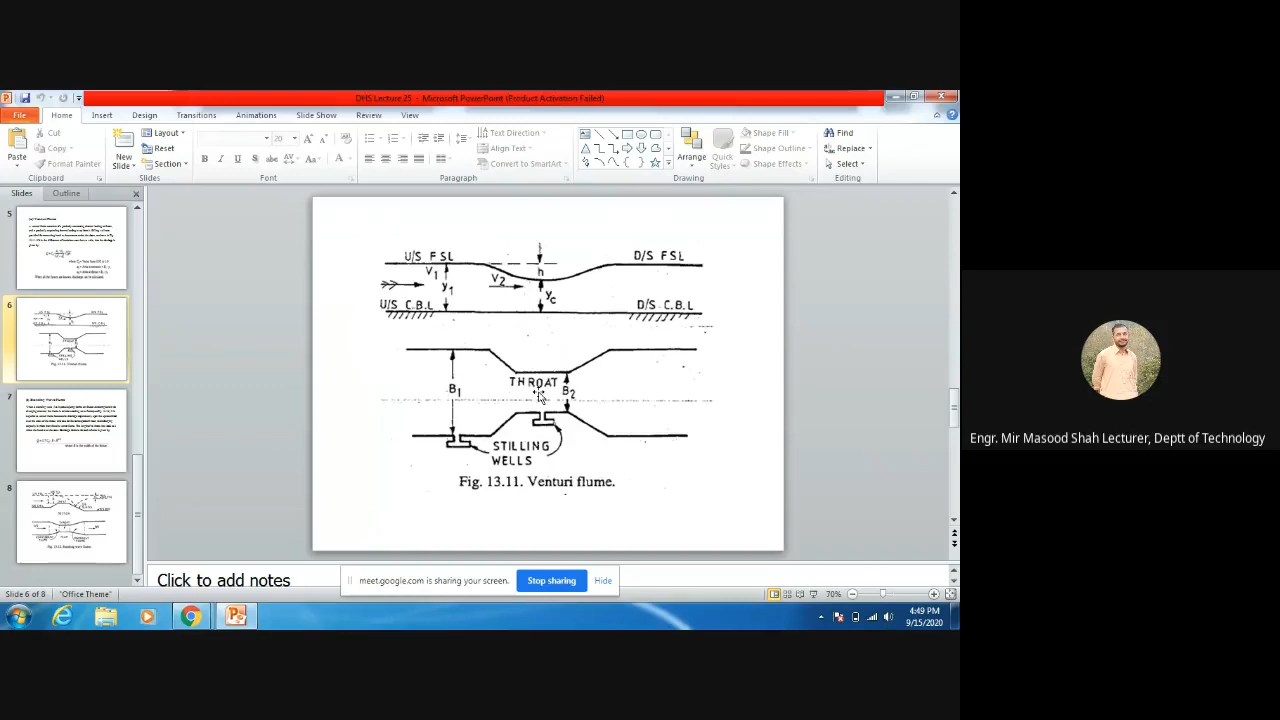 DHS Lecture 25 - Microsoft PowerPoint (Product Activation Failed)
File Home Insert Design Transitions Animations Slide Show Review View
Paste
Cut
Copy
Format Painter
Clipboard
New Slide
Layout
Reset
Section
Slides
20
Font
Text Direction
Align Text
Convert to SmartArt
Paragraph
Arrange
Quick Styles
Shape Fill
Shape Outline
Shape Effects
Drawing
Find
Replace
Select
Editing
Slides Outline
5
6
7
8
U/S F S L
D/S F S L
V1
y1
V2
h
yc
U/S C.B.L
D/S C.B.L
THROAT
B1
B2
STILLING
WELLS
Fig. 13.11. Venturi flume.
Click to add notes
meet.google.com is sharing your screen.
Stop sharing
Hide
Slide 6 of 8
"Office Theme"
70%
4:49 PM
9/15/2020
Engr. Mir Masood Shah Lecturer, Deptt of Technology